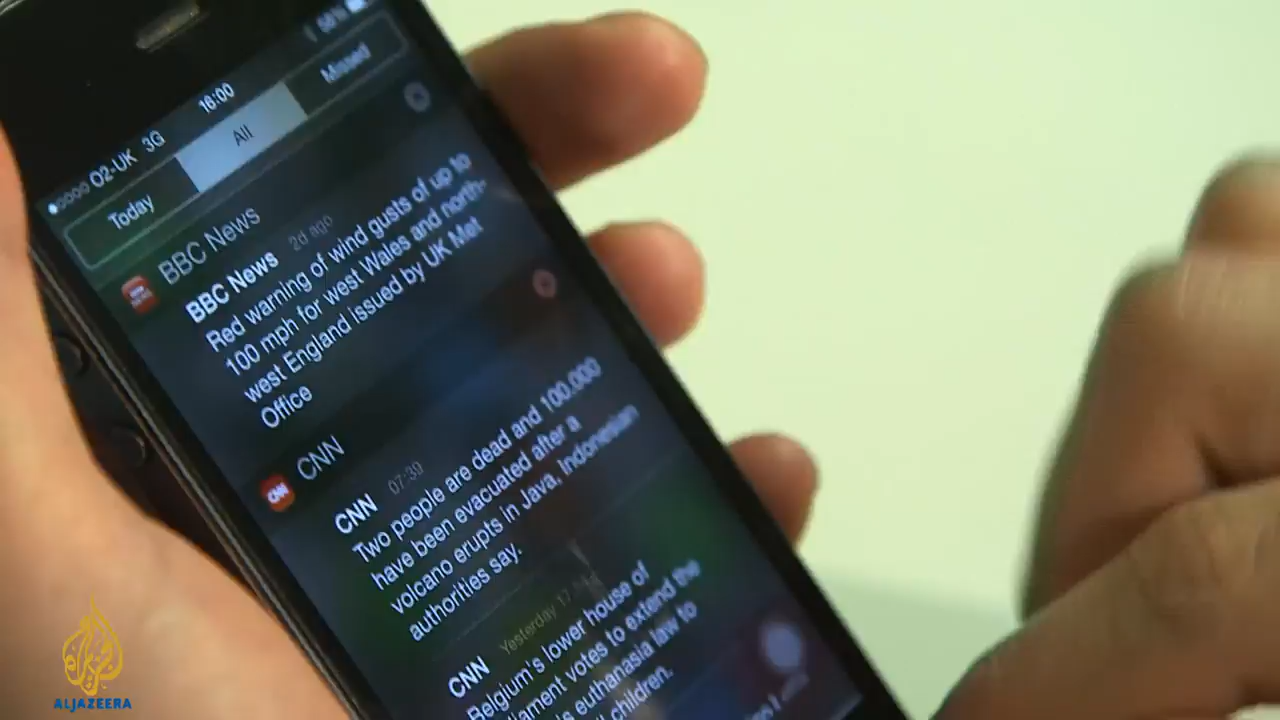 O2-UK 3G 16:00 56%
Today All Missed
BBC News
BBC News 2d ago
Red warning of wind gusts of up to
100 mph for west Wales and north-
west England issued by UK Met
Office
CNN
CNN 07:39
Two people are dead and 100,000
have been evacuated after a
volcano erupts in Java, Indonesian
authorities say.
CNN Yesterday
Belgium's lower house of
votes to extend the
euthanasia law to
children.
ALJAZEERA